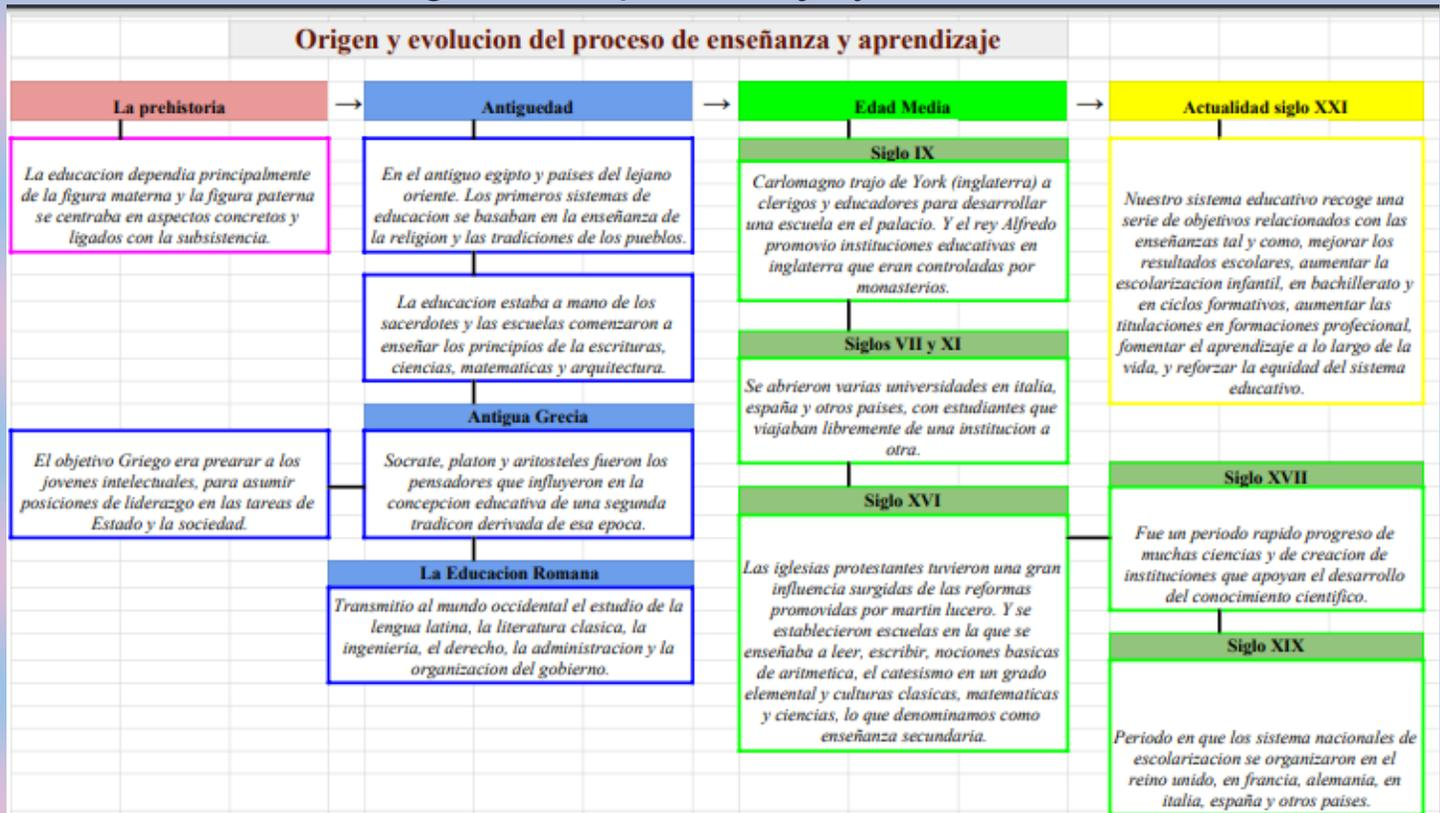 Origen y evolucion del proceso de enseñanza y aprendizaje
La prehistoria
→
Antiguedad
→
Edad Media
→
Actualidad siglo XXI
La educacion dependia principalmente
de la figura materna y la figura paterna
se centraba en aspectos concretos y
ligados con la subsistencia.
En el antiguo egipto y paises del lejano
oriente. Los primeros sistemas de
educacion se basaban en la enseñanza de
la religion y las tradiciones de los pueblos.
La educacion estaba a mano de los
sacerdotes y las escuelas comenzaron a
enseñar los principios de la escrituras,
ciencias, matematicas y arquitectura.
Antigua Grecia
Socrate, platon y aritosteles fueron los
pensadores que influyeron en la
concepcion educativa de una segunda
tradicon derivada de esa epoca.
El objetivo Griego era prearar a los
jovenes intelectuales, para asumir
posiciones de liderazgo en las tareas de
Estado y la sociedad.
La Educacion Romana
Transmitio al mundo occidental el estudio de la
lengua latina, la literatura clasica, la
ingenieria, el derecho, la administracion y la
organizacion del gobierno.
Siglo IX
Carlomagno trajo de York (inglaterra) a
clerigos y educadores para desarrollar
una escuela en el palacio. Y el rey Alfredo
promovio instituciones educativas en
inglaterra que eran controladas por
monasterios.
Siglos VII y XI
Se abrieron varias universidades en italia,
españa y otros paises, con estudiantes que
viajaban libremente de una institucion a
otra.
Siglo XVI
Las iglesias protestantes tuvieron una gran
influencia surgidas de las reformas
promovidas por martin lucero. Y se
establecieron escuelas en la que se
enseñaba a leer, escribir, nociones basicas
de aritmetica, el catesismo en un grado
elemental y culturas clasicas, matematicas
y ciencias, lo que denominamos como
enseñanza secundaria.
Nuestro sistema educativo recoge una
serie de objetivos relacionados con las
enseñanzas tal y como, mejorar los
resultados escolares, aumentar la
escolarizacion infantil, en bachillerato y
en ciclos formativos, aumentar las
titulaciones en formaciones profecional,
fomentar el aprendizaje a lo largo de la
vida, y reforzar la equidad del sistema
educativo.
Siglo XVII
Fue un periodo rapido progreso de
muchas ciencias y de creacion de
instituciones que apoyan el desarrollo
del conocimiento cientifico.
Siglo XIX
Periodo en que los sistema nacionales de
escolarizacion se organizaron en el
reino unido, en francia, alemania, en
italia, españa y otros paises.